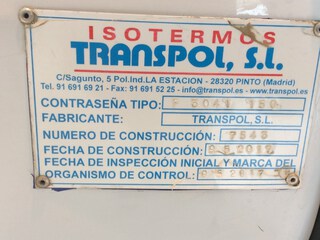 ISOTERMOS
TRANSPOL, S.L.
C/Sagunto, 5 Pol.Ind.LA ESTACION - 28320 PINTO (Madrid)
Tel. 91 691 69 21 - Fax: 91 691 52 25 - info@transpol.es - www.transpol.es
CONTRASEÑA TIPO:
FABRICANTE: TRANSPOL, S.L.
NUMERO DE CONSTRUCCIÓN: 7543
FECHA DE CONSTRUCCIÓN:
FECHA DE INSPECCIÓN INICIAL Y MARCA DEL
ORGANISMO DE CONTROL: